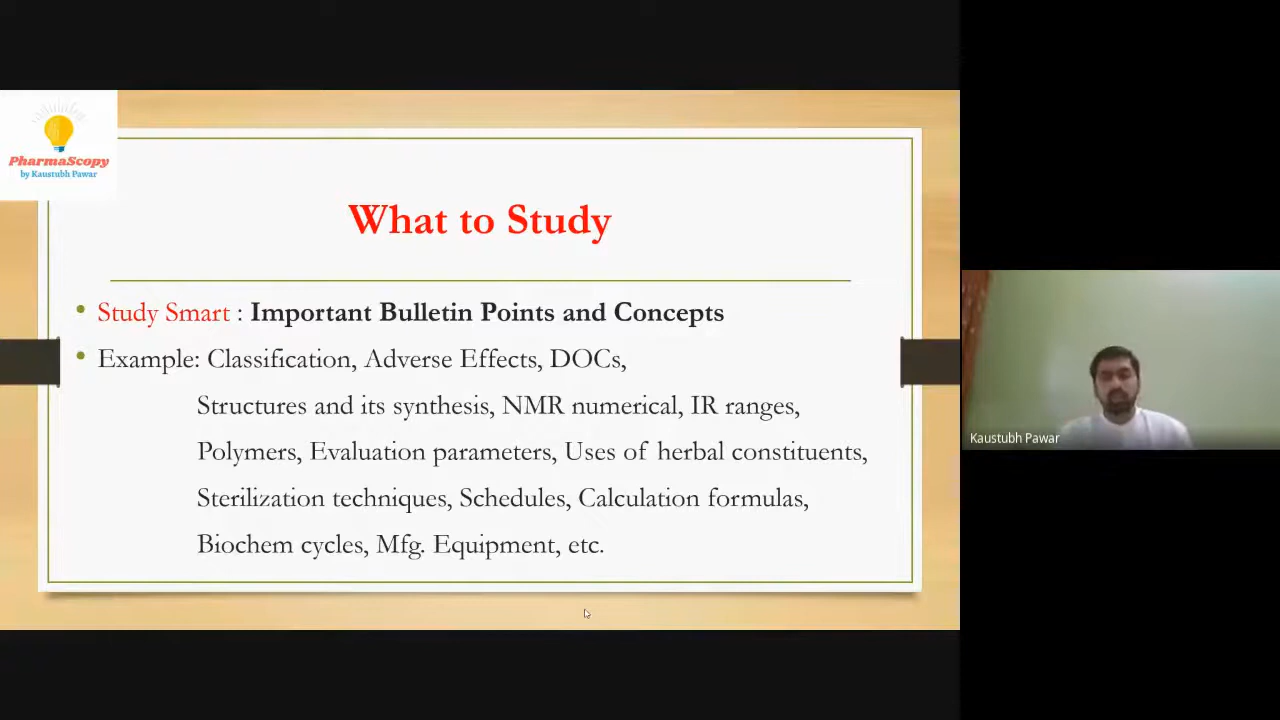 PharmaScopy
by Kaustubh Pawar
What to Study
Study Smart : Important Bulletin Points and Concepts
Example: Classification, Adverse Effects, DOCs,
Structures and its synthesis, NMR numerical, IR ranges,
Polymers, Evaluation parameters, Uses of herbal constituents,
Sterilization techniques, Schedules, Calculation formulas,
Biochem cycles, Mfg. Equipment, etc.
Kaustubh Pawar